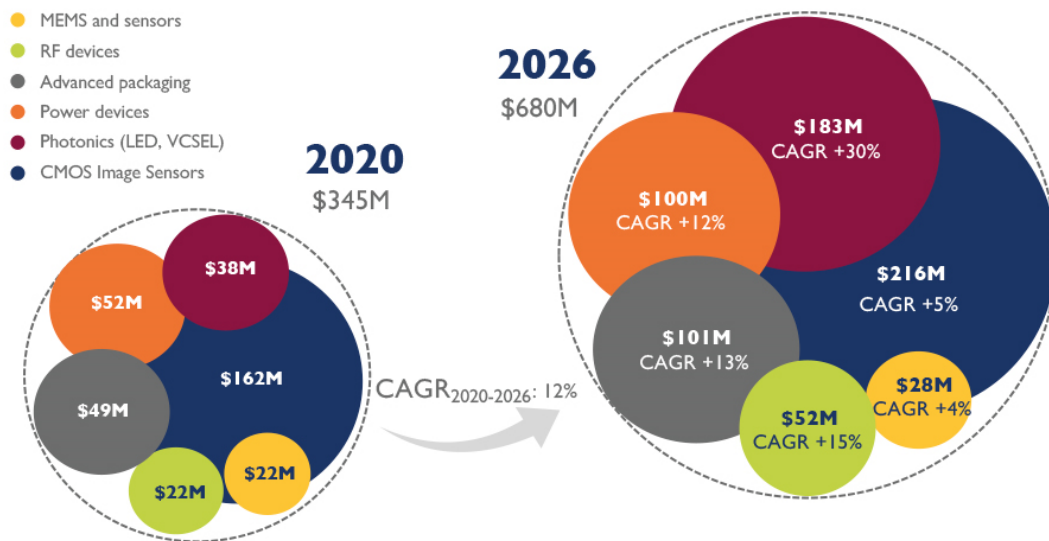 MEMS and sensors
RF devices
Advanced packaging
Power devices
Photonics (LED, VCSEL)
CMOS Image Sensors
2020
$345M
$38M
$52M
$162M
$49M
$22M
$22M
CAGR2020-2026: 12%
2026
$680M
$183M
CAGR +30%
$100M
CAGR +12%
$216M
CAGR +5%
$101M
CAGR +13%
$28M
CAGR +4%
$52M
CAGR +15%